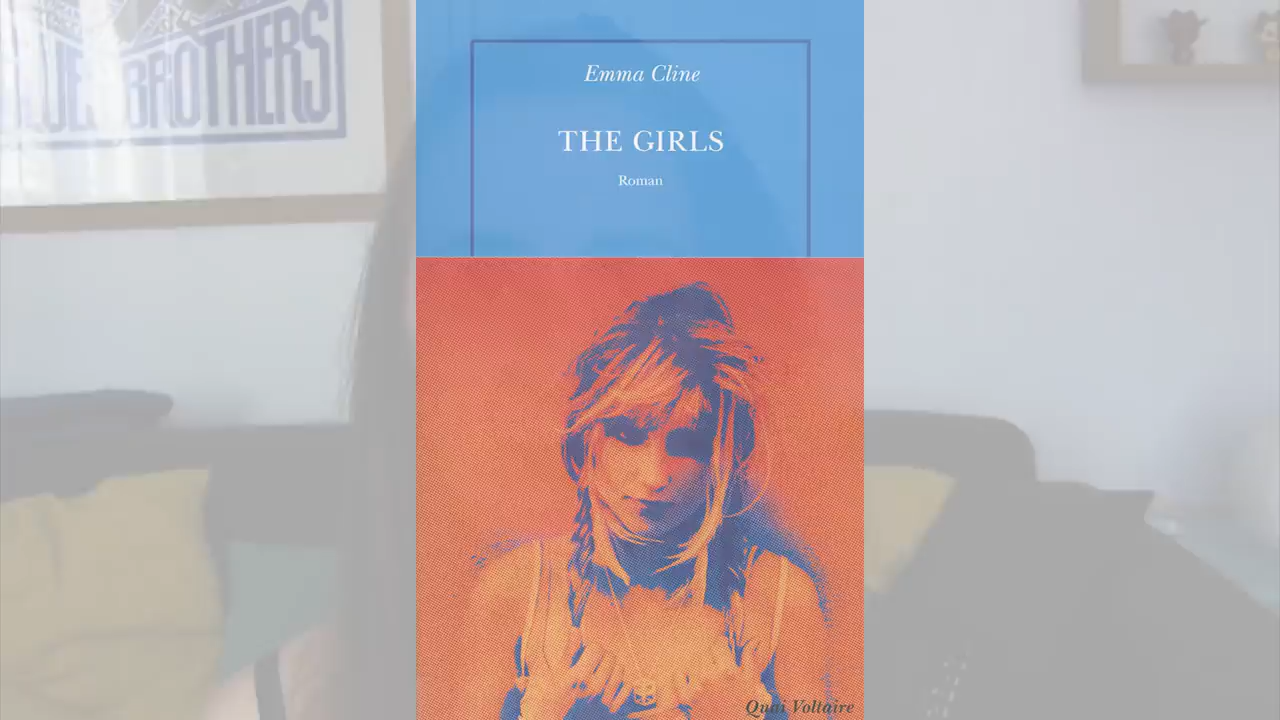 BROTHERS
Emma Cline
THE GIRLS
Roman
Quai Voltaire